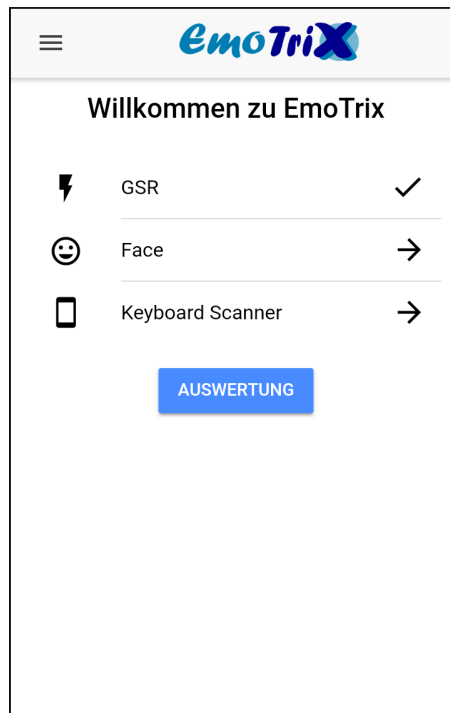 EmoTriX
Willkommen zu EmoTrix
GSR
Face
Keyboard Scanner
AUSWERTUNG